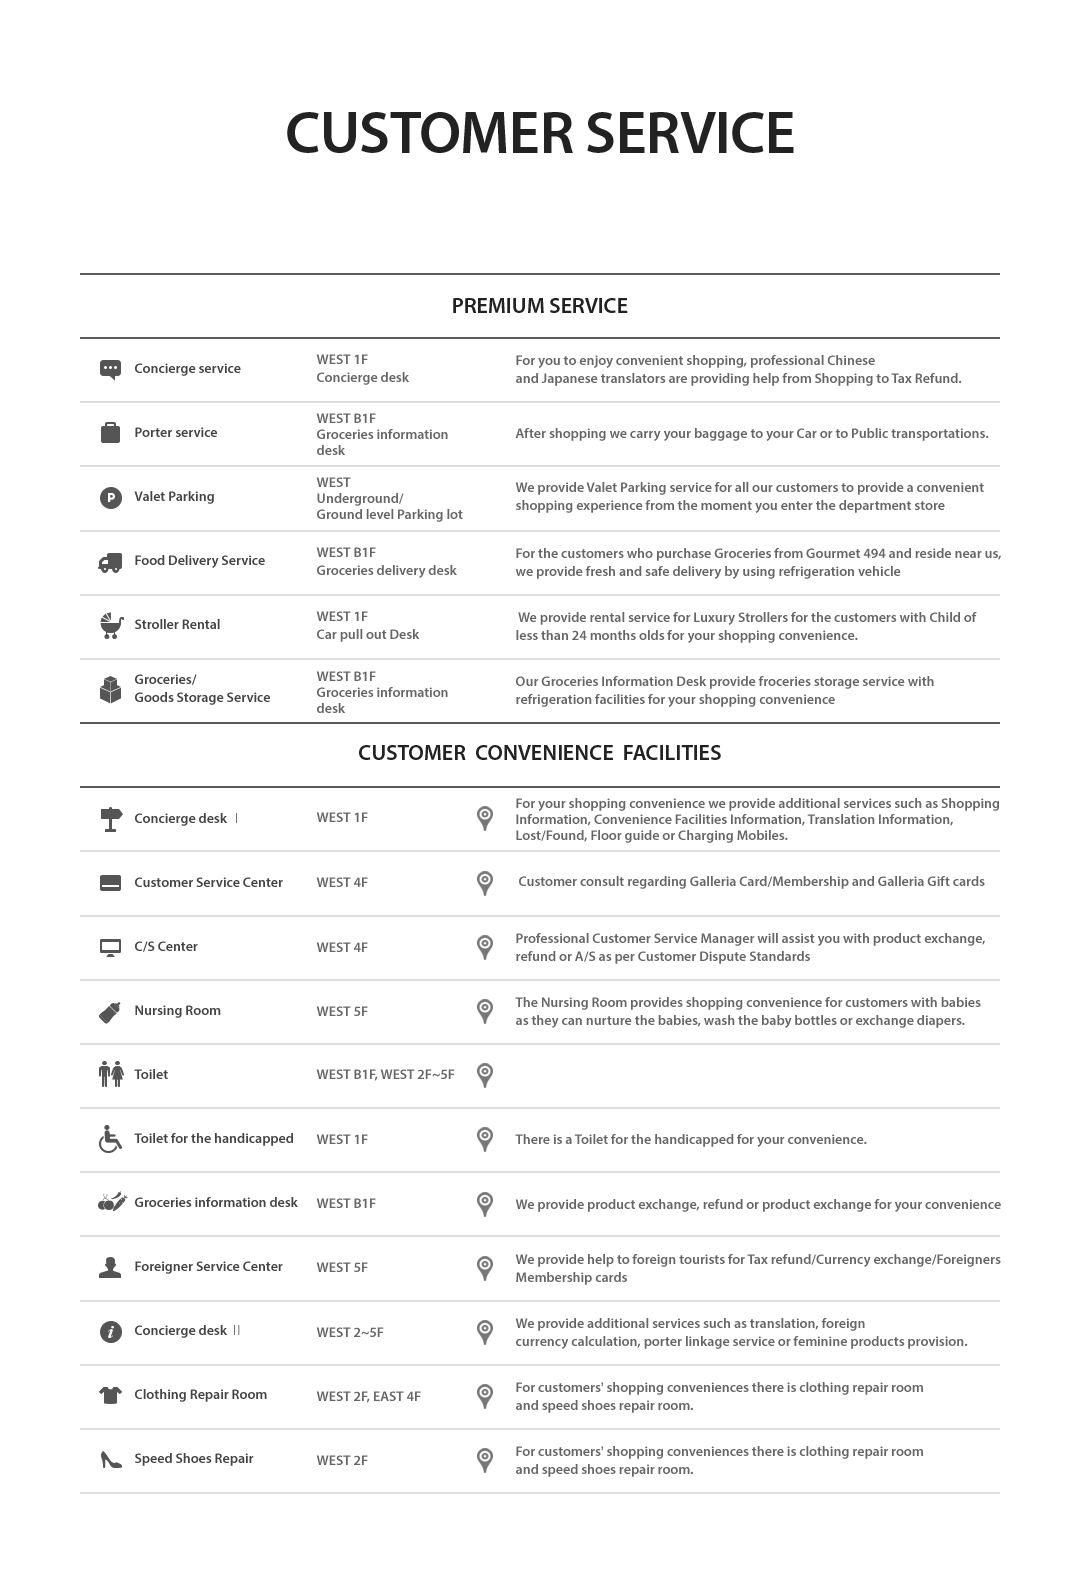 CUSTOMER SERVICE
PREMIUM SERVICE
Concierge service
WEST 1F
Concierge desk
For you to enjoy convenient shopping, professional Chinese
and Japanese translators are providing help from Shopping to Tax Refund.
Porter service
WEST B1F
Groceries information
desk
After shopping we carry your baggage to your Car or to Public transportations.
P
Valet Parking
WEST
Underground/
Ground level Parking lot
We provide Valet Parking service for all our customers to provide a convenient
shopping experience from the moment you enter the department store
Food Delivery Service
WEST B1F
Groceries delivery desk
For the customers who purchase Groceries from Gourmet 494 and reside near us,
we provide fresh and safe delivery by using refrigeration vehicle
Stroller Rental
WEST 1F
Car pull out Desk
We provide rental service for Luxury Strollers for the customers with Child of
less than 24 months olds for your shopping convenience.
Groceries/
Goods Storage Service
WEST B1F
Groceries information
desk
Our Groceries Information Desk provide froceries storage service with
refrigeration facilities for your shopping convenience
CUSTOMER CONVENIENCE FACILITIES
Concierge desk I
WEST 1F
For your shopping convenience we provide additional services such as Shopping
Information, Convenience Facilities Information, Translation Information,
Lost/Found, Floor guide or Charging Mobiles.
Customer Service Center
WEST 4F
Customer consult regarding Galleria Card/Membership and Galleria Gift cards
C/S Center
WEST 4F
Professional Customer Service Manager will assist you with product exchange,
refund or A/S as per Customer Dispute Standards
Nursing Room
WEST 5F
The Nursing Room provides shopping convenience for customers with babies
as they can nurture the babies, wash the baby bottles or exchange diapers.
Toilet
WEST B1F, WEST 2F~5F
Toilet for the handicapped
WEST 1F
There is a Toilet for the handicapped for your convenience.
Groceries information desk
WEST B1F
We provide product exchange, refund or product exchange for your convenience
Foreigner Service Center
WEST 5F
We provide help to foreign tourists for Tax refund/Currency exchange/Foreigners
Membership cards
i
Concierge desk II
WEST 2~5F
We provide additional services such as translation, foreign
currency calculation, porter linkage service or feminine products provision.
Clothing Repair Room
WEST 2F, EAST 4F
For customers' shopping conveniences there is clothing repair room
and speed shoes repair room.
Speed Shoes Repair
WEST 2F
For customers' shopping conveniences there is clothing repair room
and speed shoes repair room.